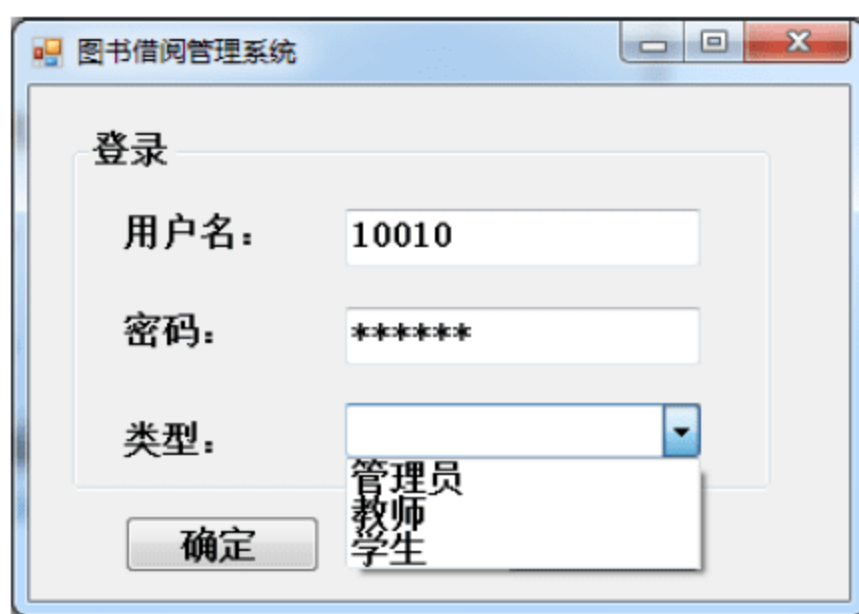 图书借阅管理系统
登录
用户名：
10010
密码：
******
类型：
管理员
教师
学生
确定